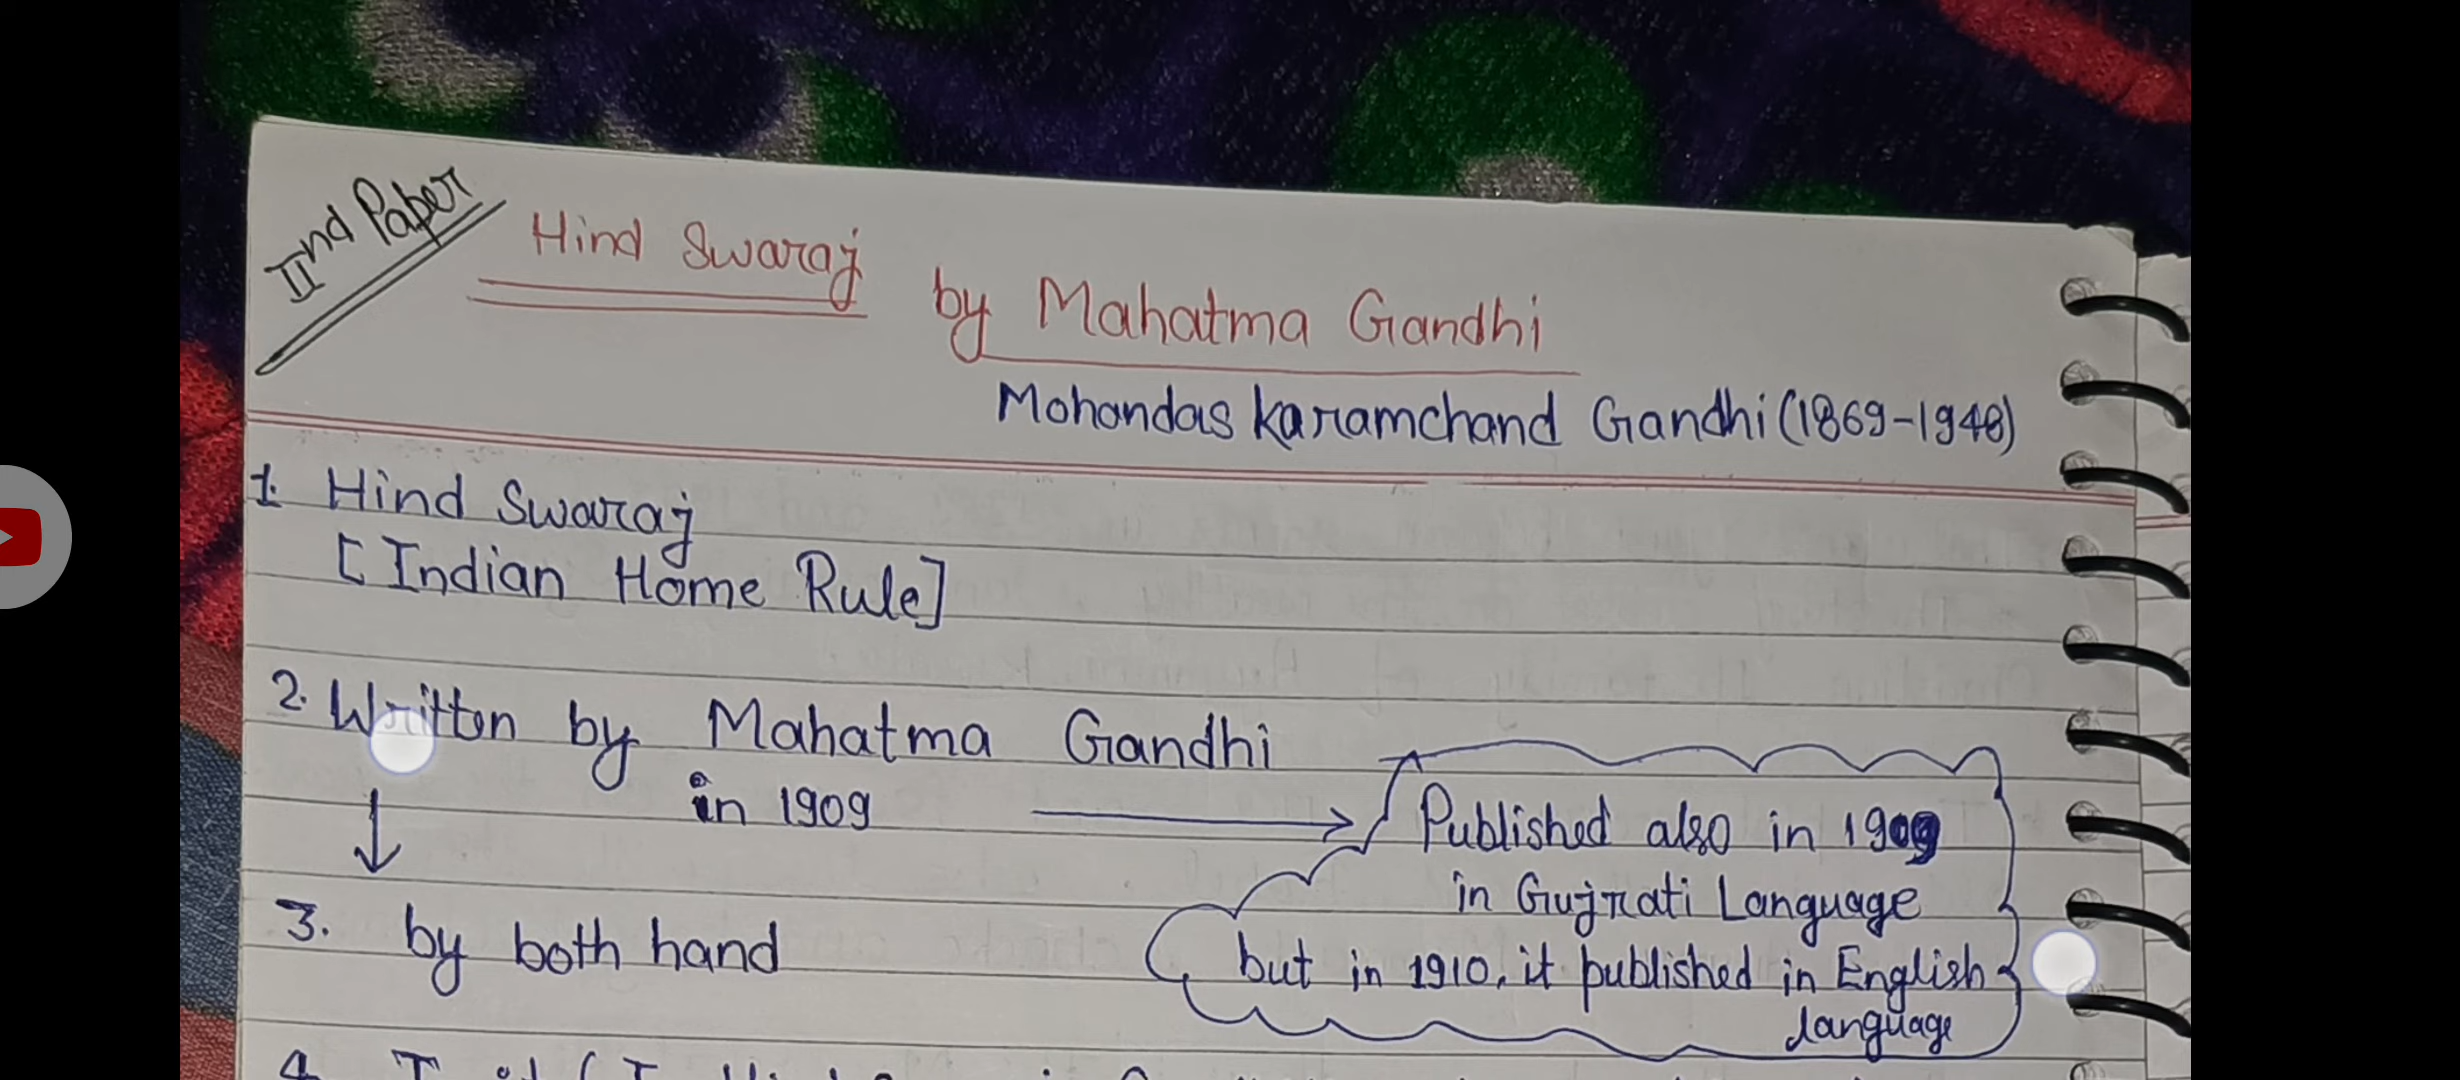 IInd Paper
Hind Swaraj
by Mahatma Gandhi
Mohandas Karamchand Gandhi (1869-1948)
1. Hind Swaraj
[Indian Home Rule]
2. Written by Mahatma Gandhi
in 1909
Published also in 1909
in Gujrati Language
but in 1910, it published in English
language
3. by both hand
4.